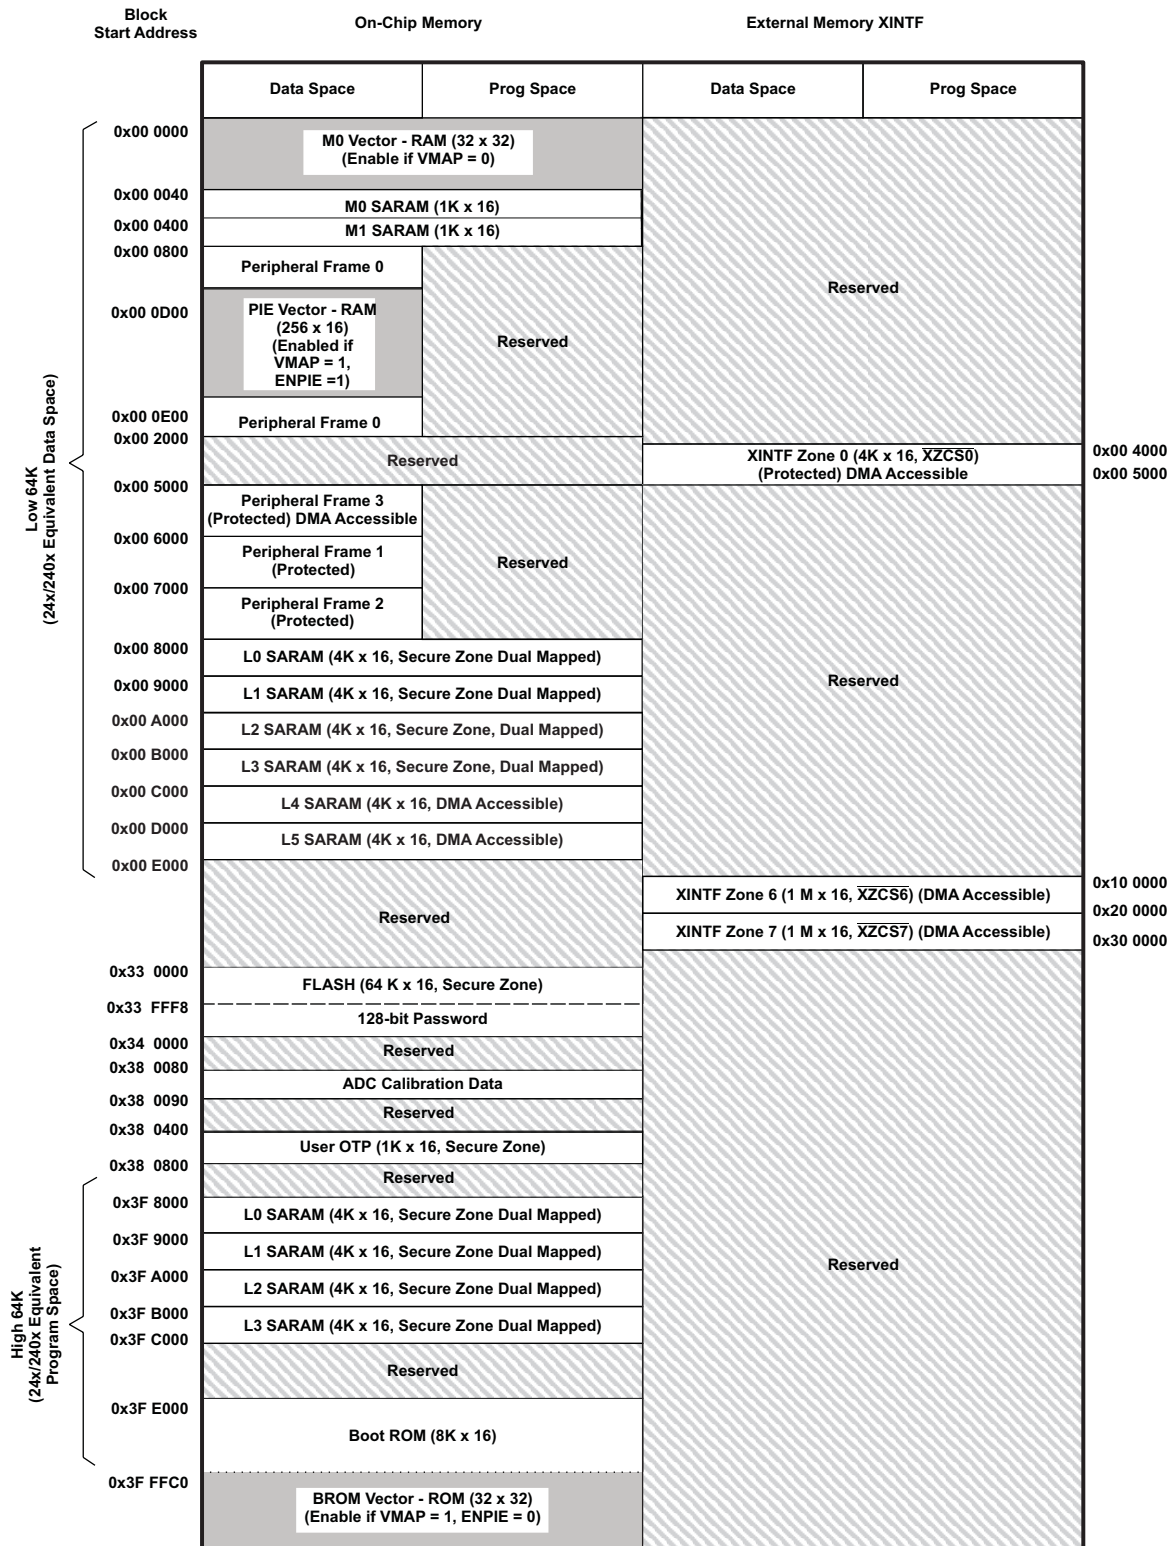 Block
Start Address
On-Chip Memory
External Memory XINTF
Data Space
Prog Space
Data Space
Prog Space
0x00 0000
M0 Vector - RAM (32 x 32)
(Enable if VMAP = 0)
0x00 0040
M0 SARAM (1K x 16)
0x00 0400
M1 SARAM (1K x 16)
0x00 0800
Peripheral Frame 0
Reserved
0x00 0D00
PIE Vector - RAM
(256 x 16)
(Enabled if
VMAP = 1,
ENPIE =1)
Reserved
0x00 0E00
Peripheral Frame 0
0x00 2000
Reserved
XINTF Zone 0 (4K x 16, XZCS0)
(Protected) DMA Accessible
0x00 4000
0x00 5000
Low 64K
(24x/240x Equivalent Data Space)
0x00 5000
Peripheral Frame 3
(Protected) DMA Accessible
0x00 6000
Peripheral Frame 1
(Protected)
Reserved
0x00 7000
Peripheral Frame 2
(Protected)
0x00 8000
L0 SARAM (4K x 16, Secure Zone Dual Mapped)
0x00 9000
L1 SARAM (4K x 16, Secure Zone Dual Mapped)
Reserved
0x00 A000
L2 SARAM (4K x 16, Secure Zone, Dual Mapped)
0x00 B000
L3 SARAM (4K x 16, Secure Zone, Dual Mapped)
0x00 C000
L4 SARAM (4K x 16, DMA Accessible)
0x00 D000
L5 SARAM (4K x 16, DMA Accessible)
0x00 E000
Reserved
XINTF Zone 6 (1 M x 16, XZCS6) (DMA Accessible)
0x10 0000
0x20 0000
XINTF Zone 7 (1 M x 16, XZCS7) (DMA Accessible)
0x30 0000
0x33 0000
FLASH (64 K x 16, Secure Zone)
0x33 FFF8
128-bit Password
0x34 0000
Reserved
0x38 0080
ADC Calibration Data
0x38 0090
Reserved
0x38 0400
User OTP (1K x 16, Secure Zone)
0x38 0800
Reserved
0x3F 8000
L0 SARAM (4K x 16, Secure Zone Dual Mapped)
0x3F 9000
L1 SARAM (4K x 16, Secure Zone Dual Mapped)
Reserved
0x3F A000
L2 SARAM (4K x 16, Secure Zone Dual Mapped)
0x3F B000
L3 SARAM (4K x 16, Secure Zone Dual Mapped)
0x3F C000
High 64K
(24x/240x Equivalent
Program Space)
Reserved
0x3F E000
Boot ROM (8K x 16)
0x3F FFC0
BROM Vector - ROM (32 x 32)
(Enable if VMAP = 1, ENPIE = 0)